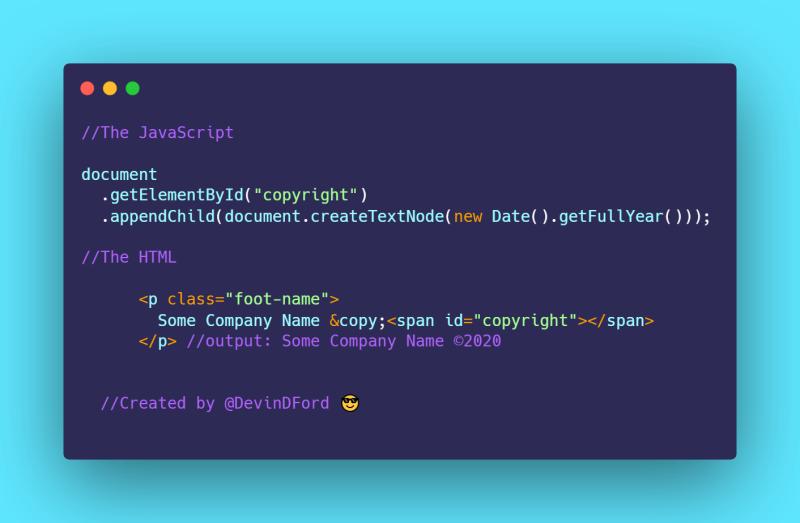 //The JavaScript
document
.getElementById("copyright")
.appendChild(document.createTextNode(new Date().getFullYear()));
//The HTML
<p class="foot-name">
Some Company Name &copy;<span id="copyright"></span>
</p> //output: Some Company Name ©2020
//Created by @DevinDFord 😎